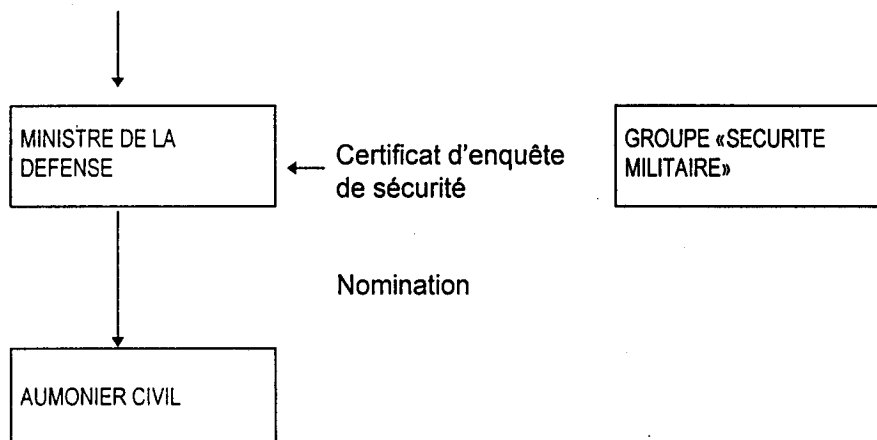 MINISTRE DE LA
DEFENSE
Certificat d'enquête
de sécurité
GROUPE «SECURITE
MILITAIRE»
Nomination
AUMONIER CIVIL